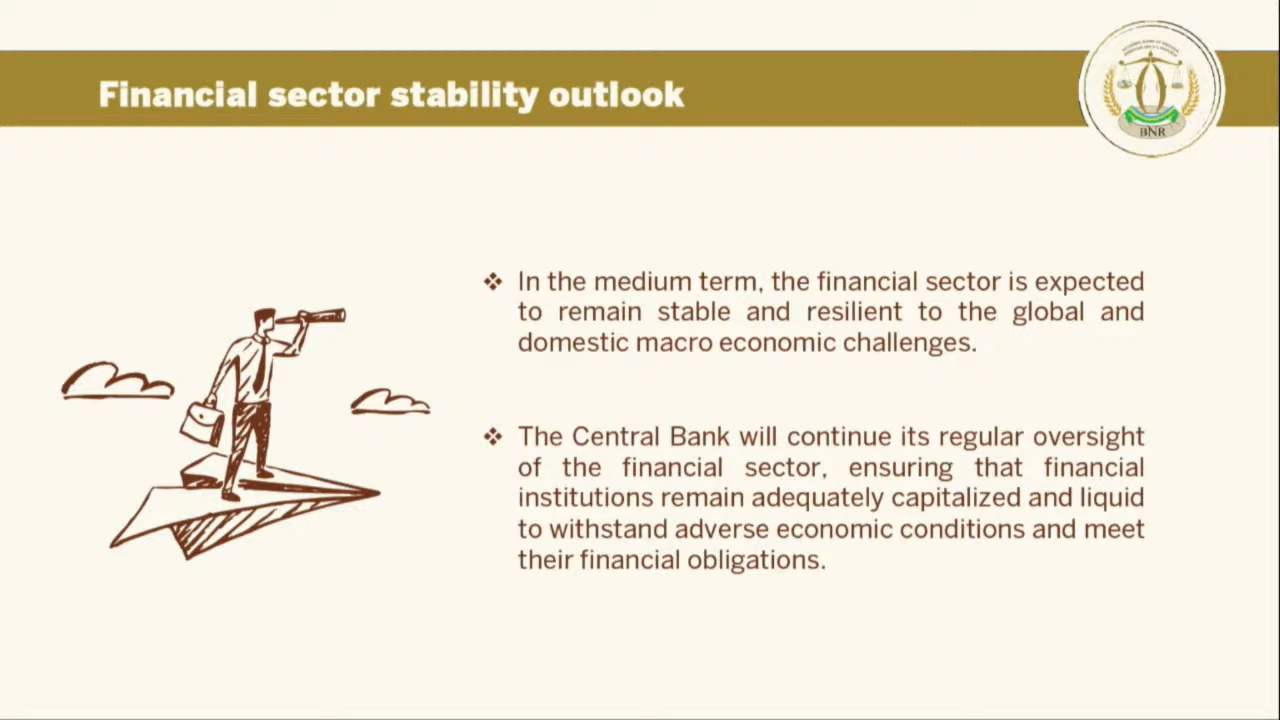 Financial sector stability outlook
BNR
❖ In the medium term, the financial sector is expected
to remain stable and resilient to the global and
domestic macro economic challenges.
❖ The Central Bank will continue its regular oversight
of the financial sector, ensuring that financial
institutions remain adequately capitalized and liquid
to withstand adverse economic conditions and meet
their financial obligations.